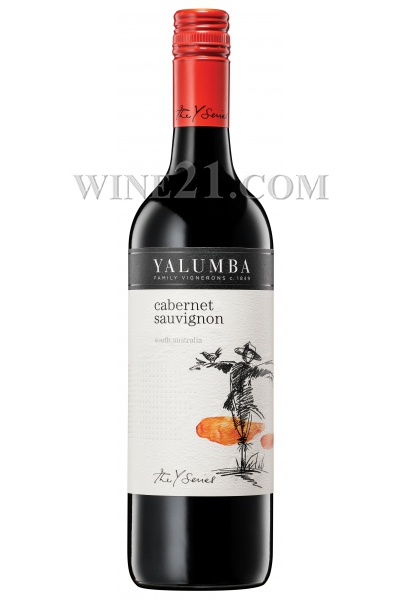 the Y Series
WINE21.COM
YALUMBA
FAMILY VIGNERONS c.1849
cabernet
sauvignon
south australia
the Y Series